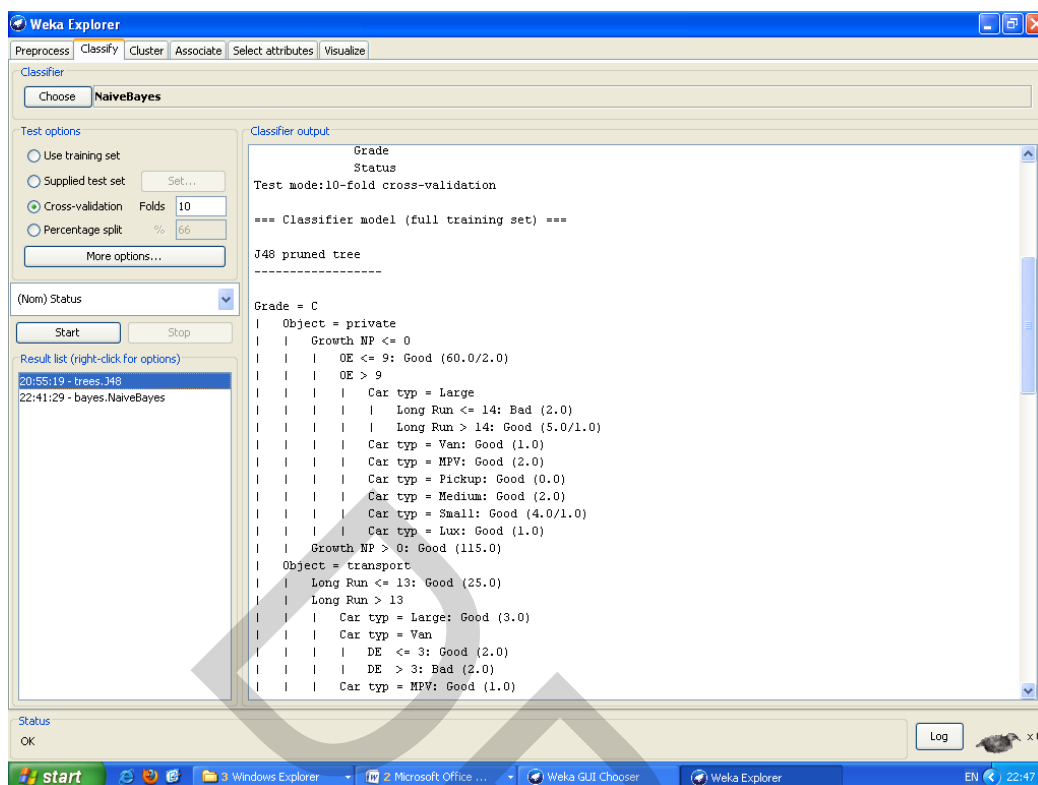 Weka Explorer
Preprocess Classify Cluster Associate Select attributes Visualize
Classifier
Choose NaiveBayes
Test options
Use training set
Supplied test set Set...
Cross-validation Folds 10
Percentage split % 66
More options...
(Nom) Status
Start Stop
Result list (right-click for options)
20:55:19 - trees.J48
22:41:29 - bayes.NaiveBayes
Classifier output
Grade
Status
Test mode:10-fold cross-validation
=== Classifier model (full training set) ===
J48 pruned tree
------------------
Grade = C
| Object = private
| | Growth NP <= 0
| | | OE <= 9: Good (60.0/2.0)
| | | OE > 9
| | | | Car typ = Large
| | | | | Long Run <= 14: Bad (2.0)
| | | | | Long Run > 14: Good (5.0/1.0)
| | | | Car typ = Van: Good (1.0)
| | | | Car typ = MPV: Good (2.0)
| | | | Car typ = Pickup: Good (0.0)
| | | | Car typ = Medium: Good (2.0)
| | | | Car typ = Small: Good (4.0/1.0)
| | | | Car typ = Lux: Good (1.0)
| | Growth NP > 0: Good (115.0)
| Object = transport
| | Long Run <= 13: Good (25.0)
| | Long Run > 13
| | | Car typ = Large: Good (3.0)
| | | Car typ = Van
| | | | DE <= 3: Good (2.0)
| | | | DE > 3: Bad (2.0)
| | | Car typ = MPV: Good (1.0)
Status
OK
Log
x
start 3 Windows Explorer 2 Microsoft Office ... Weka GUI Chooser Weka Explorer EN 22:47